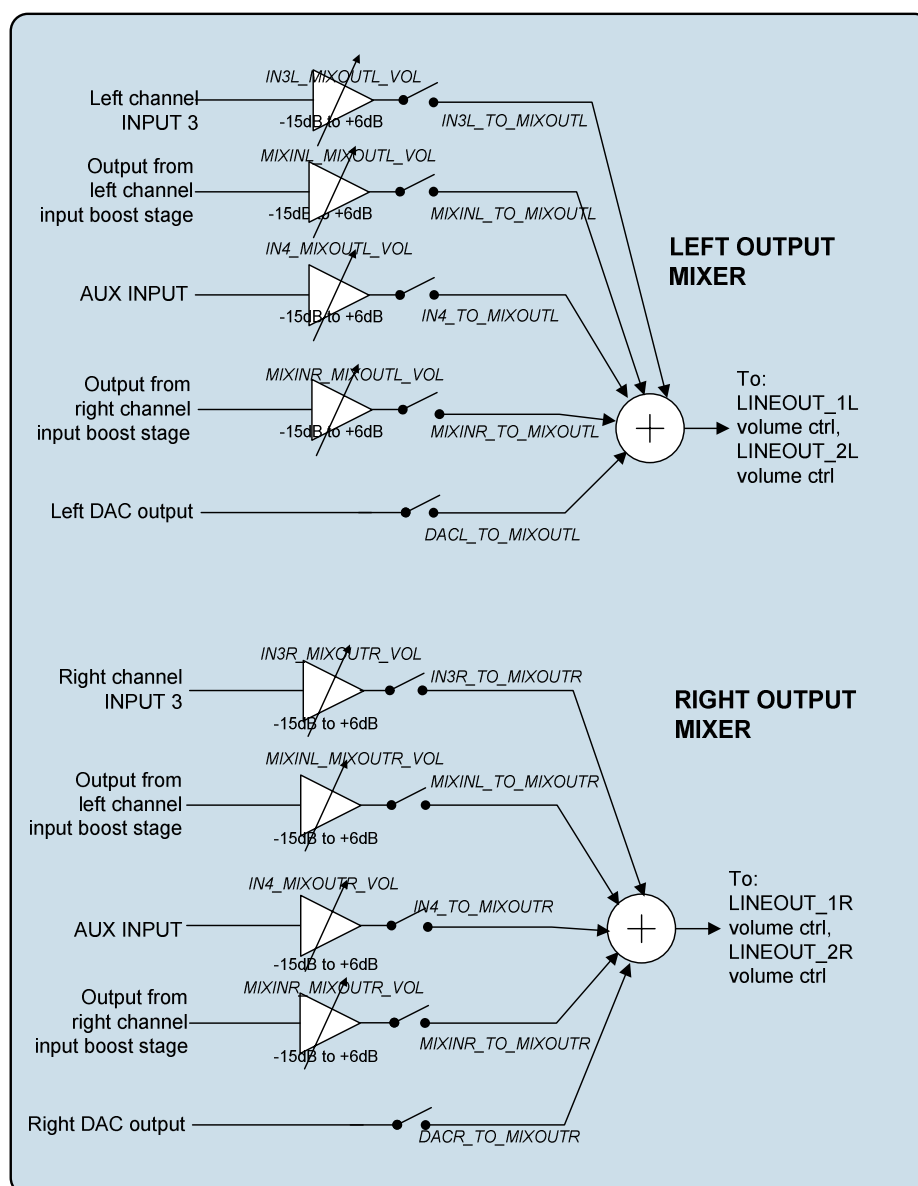 IN3L_MIXOUTL_VOL
Left channel
INPUT 3
-15dB to +6dB
IN3L_TO_MIXOUTL
MIXINL_MIXOUTL_VOL
Output from
left channel
input boost stage
-15dB to +6dB
MIXINL_TO_MIXOUTL
LEFT OUTPUT
MIXER
IN4_MIXOUTL_VOL
AUX INPUT
-15dB to +6dB
IN4_TO_MIXOUTL
MIXINR_MIXOUTL_VOL
Output from
right channel
input boost stage
-15dB to +6dB
MIXINR_TO_MIXOUTL
To:
LINEOUT_1L
volume ctrl,
LINEOUT_2L
volume ctrl
Left DAC output
DACL_TO_MIXOUTL
IN3R_MIXOUTR_VOL
Right channel
INPUT 3
-15dB to +6dB
IN3R_TO_MIXOUTR
RIGHT OUTPUT
MIXER
MIXINL_MIXOUTR_VOL
Output from
left channel
input boost stage
-15dB to +6dB
MIXINL_TO_MIXOUTR
IN4_MIXOUTR_VOL
AUX INPUT
-15dB to +6dB
IN4_TO_MIXOUTR
To:
LINEOUT_1R
volume ctrl,
LINEOUT_2R
volume ctrl
MIXINR_MIXOUTR_VOL
Output from
right channel
input boost stage
-15dB to +6dB
MIXINR_TO_MIXOUTR
Right DAC output
DACR_TO_MIXOUTR